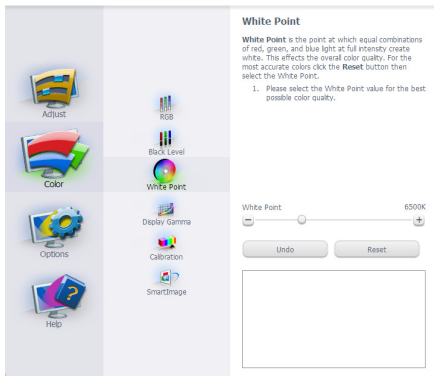 Adjust
Color
Options
Help
RGB
Black Level
White Point
Display Gamma
Calibration
SmartImage
White Point
White Point is the point at which equal combinations
of red, green, and blue light at full intensity create
white. This effects the overall color quality. For the
most accurate colors click the Reset button then
select the White Point.
1. Please select the White Point value for the best
possible color quality.
White Point 6500K
Undo Reset